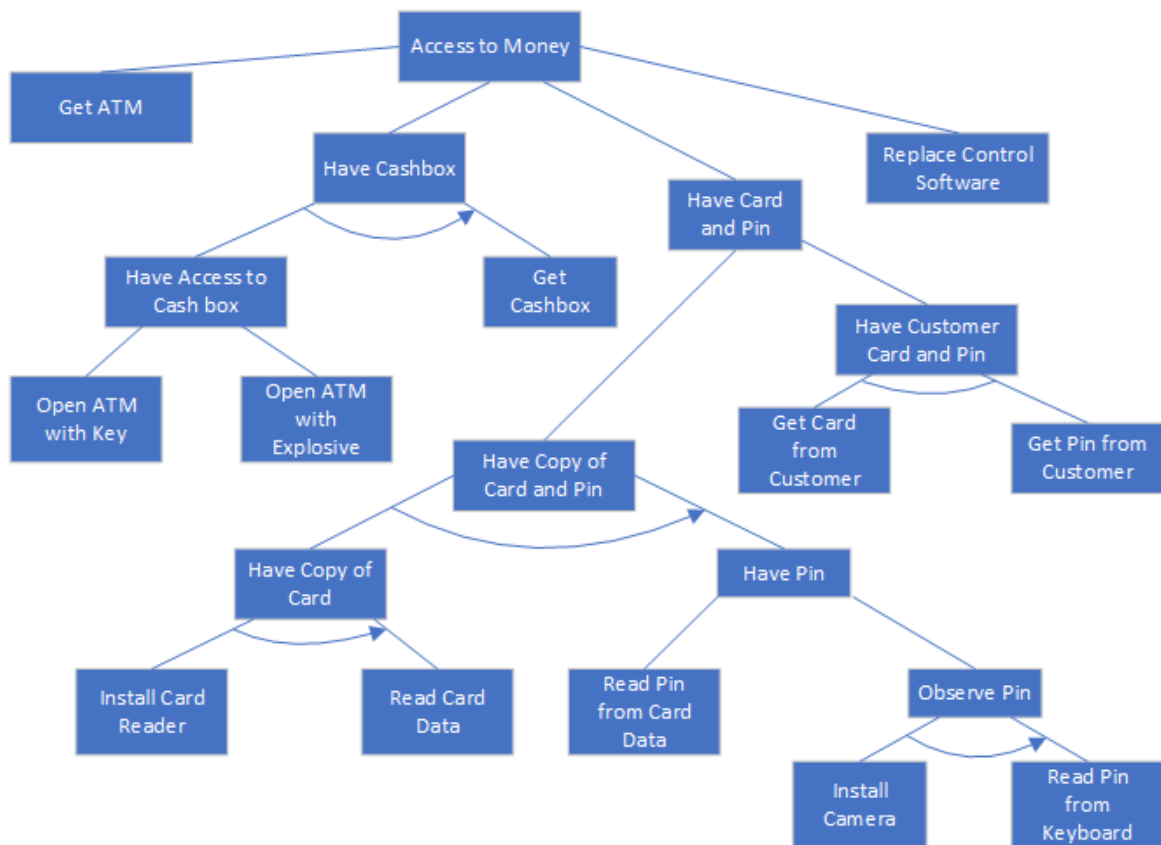 Access to Money
Get ATM
Have Cashbox
Replace Control
Software
Have Card
and Pin
Have Access to
Cash box
Get
Cashbox
Have Customer
Card and Pin
Open ATM
with Key
Open ATM
with
Explosive
Get Card
from
Customer
Get Pin from
Customer
Have Copy of
Card and Pin
Have Copy of
Card
Have Pin
Install Card
Reader
Read Card
Data
Read Pin
from Card
Data
Observe Pin
Install
Camera
Read Pin
from
Keyboard